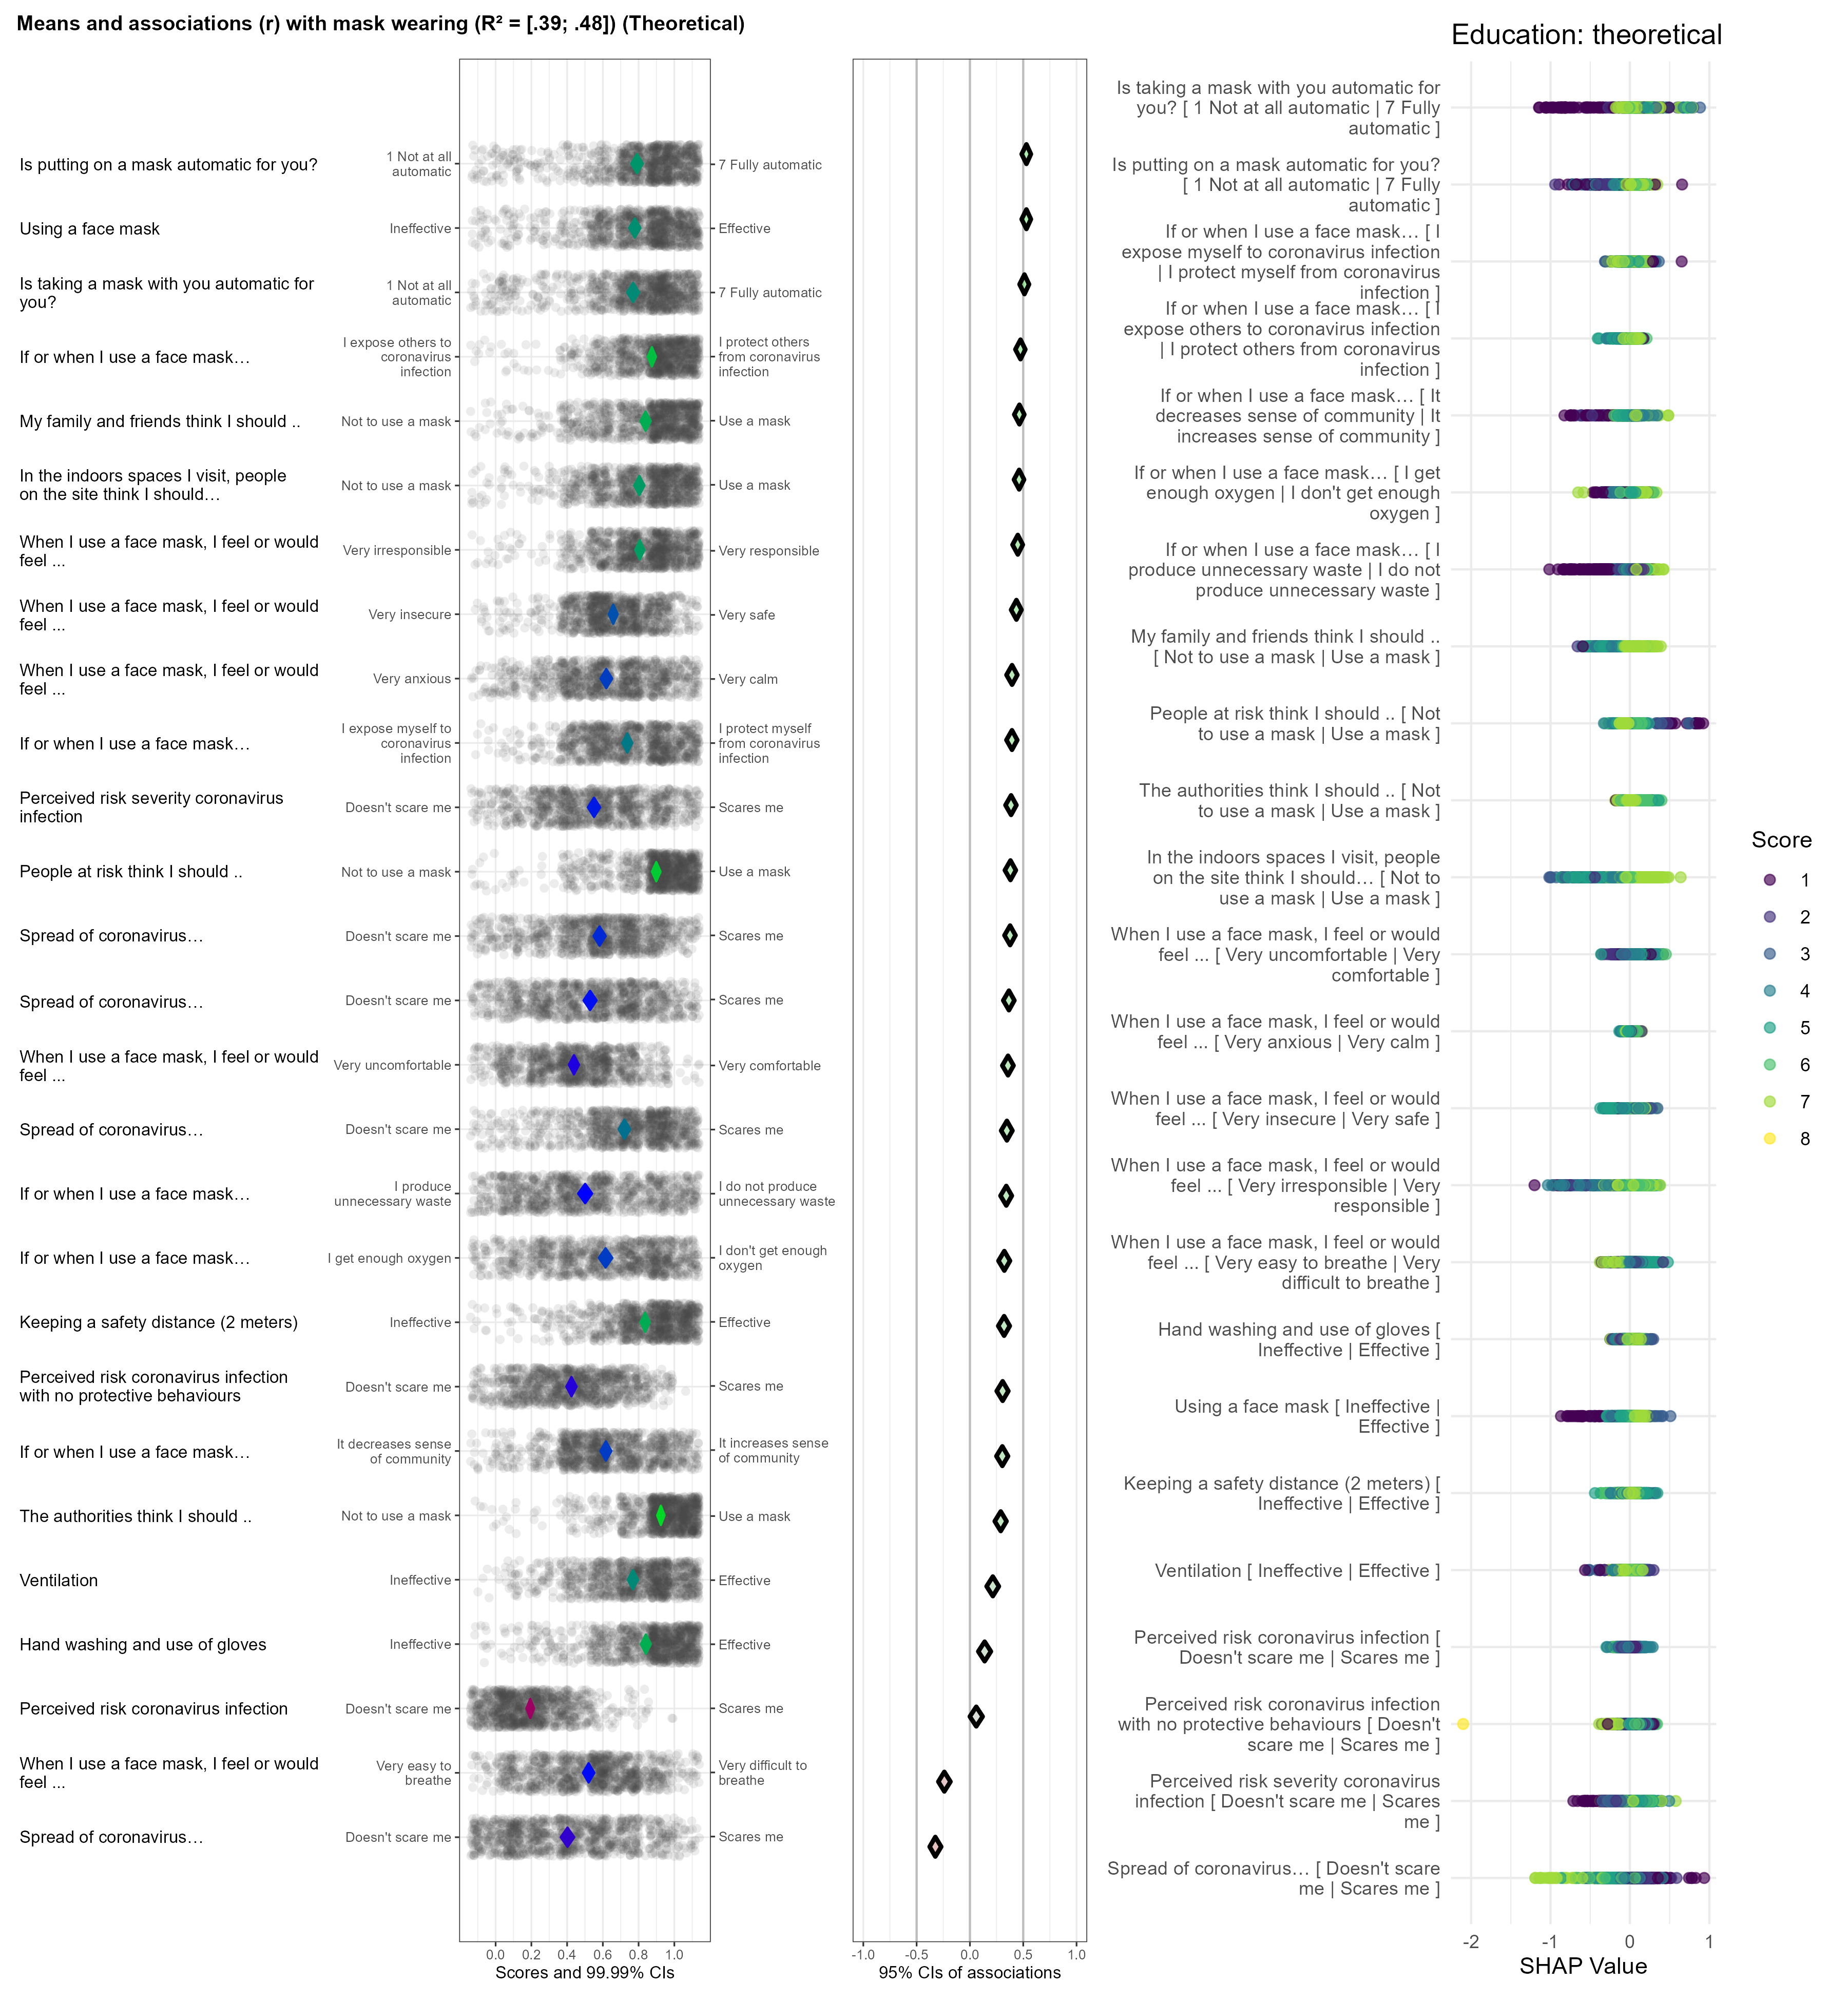 Means and associations (r) with mask wearing (R² = [.39; .48]) (Theoretical)
Is putting on a mask automatic for you?
1 Not at all
automatic
7 Fully automatic
Using a face mask
Ineffective
Effective
Is taking a mask with you automatic for
you?
1 Not at all
automatic
7 Fully automatic
If or when I use a face mask…
I expose others to
coronavirus
infection
I protect others
from coronavirus
infection
My family and friends think I should ..
Not to use a mask
Use a mask
In the indoors spaces I visit, people
on the site think I should…
Not to use a mask
Use a mask
When I use a face mask, I feel or would
feel ...
Very irresponsible
Very responsible
When I use a face mask, I feel or would
feel ...
Very insecure
Very safe
When I use a face mask, I feel or would
feel ...
Very anxious
Very calm
If or when I use a face mask…
I expose myself to
coronavirus
infection
I protect myself
from coronavirus
infection
Perceived risk severity coronavirus
infection
Doesn't scare me
Scares me
People at risk think I should ..
Not to use a mask
Use a mask
Spread of coronavirus…
Doesn't scare me
Scares me
Spread of coronavirus…
Doesn't scare me
Scares me
When I use a face mask, I feel or would
feel ...
Very uncomfortable
Very comfortable
Spread of coronavirus…
Doesn't scare me
Scares me
If or when I use a face mask…
I produce
unnecessary waste
I do not produce
unnecessary waste
If or when I use a face mask…
I get enough oxygen
I don't get enough
oxygen
Keeping a safety distance (2 meters)
Ineffective
Effective
Perceived risk coronavirus infection
with no protective behaviours
Doesn't scare me
Scares me
If or when I use a face mask…
It decreases sense
of community
It increases sense
of community
The authorities think I should ..
Not to use a mask
Use a mask
Ventilation
Ineffective
Effective
Hand washing and use of gloves
Ineffective
Effective
Perceived risk coronavirus infection
Doesn't scare me
Scares me
When I use a face mask, I feel or would
feel ...
Very easy to
breathe
Very difficult to
breathe
Spread of coronavirus…
Doesn't scare me
Scares me
0.0 0.2 0.4 0.6 0.8 1.0
Scores and 99.99% CIs
-1.0 -0.5 0.0 0.5 1.0
95% CIs of associations
Education: theoretical
Is taking a mask with you automatic for
you? [ 1 Not at all automatic | 7 Fully
automatic ]
Is putting on a mask automatic for you?
[ 1 Not at all automatic | 7 Fully
automatic ]
If or when I use a face mask… [ I
expose myself to coronavirus infection
| I protect myself from coronavirus
infection ]
If or when I use a face mask… [ I
expose others to coronavirus infection
| I protect others from coronavirus
infection ]
If or when I use a face mask… [ It
decreases sense of community | It
increases sense of community ]
If or when I use a face mask… [ I get
enough oxygen | I don't get enough
oxygen ]
If or when I use a face mask… [ I
produce unnecessary waste | I do not
produce unnecessary waste ]
My family and friends think I should ..
[ Not to use a mask | Use a mask ]
People at risk think I should .. [ Not
to use a mask | Use a mask ]
The authorities think I should .. [ Not
to use a mask | Use a mask ]
In the indoors spaces I visit, people
on the site think I should… [ Not to
use a mask | Use a mask ]
When I use a face mask, I feel or would
feel ... [ Very uncomfortable | Very
comfortable ]
When I use a face mask, I feel or would
feel ... [ Very anxious | Very calm ]
When I use a face mask, I feel or would
feel ... [ Very insecure | Very safe ]
When I use a face mask, I feel or would
feel ... [ Very irresponsible | Very
responsible ]
When I use a face mask, I feel or would
feel ... [ Very easy to breathe | Very
difficult to breathe ]
Hand washing and use of gloves [
Ineffective | Effective ]
Using a face mask [ Ineffective |
Effective ]
Keeping a safety distance (2 meters) [
Ineffective | Effective ]
Ventilation [ Ineffective | Effective ]
Perceived risk coronavirus infection [
Doesn't scare me | Scares me ]
Perceived risk coronavirus infection
with no protective behaviours [ Doesn't
scare me | Scares me ]
Perceived risk severity coronavirus
infection [ Doesn't scare me | Scares
me ]
Spread of coronavirus… [ Doesn't scare
me | Scares me ]
-2 -1 0 1
SHAP Value
Score
1
2
3
4
5
6
7
8